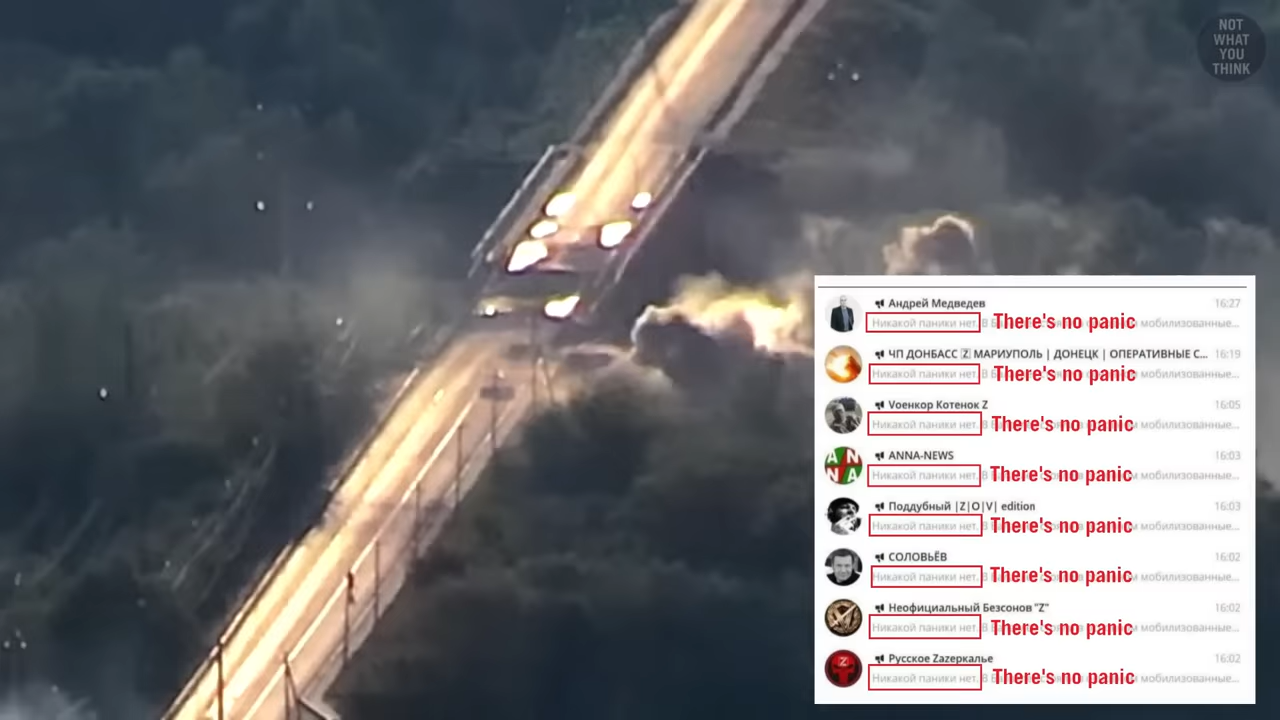 NOT
WHAT
YOU
THINK
Андрей Медведев 16:27
Никакой паники нет. There's no panic мобилизованные...
ЧП ДОНБАСС Z МАРИУПОЛЬ | ДОНЕЦК | ОПЕРАТИВНЫЕ С... 16:19
Никакой паники нет. There's no panic мобилизованные...
Vоенкор Котенок Z 16:05
Никакой паники нет. There's no panic мобилизованные...
ANNA-NEWS 16:03
Никакой паники нет. There's no panic мобилизованные...
Поддубный |Z|O|V| edition 16:03
Никакой паники нет. There's no panic мобилизованные...
СОЛОВЬЁВ 16:02
Никакой паники нет. There's no panic мобилизованные...
Неофициальный Безсонов "Z" 16:02
Никакой паники нет. There's no panic мобилизованные...
Русское Zаzеркалье 16:02
Никакой паники нет. There's no panic мобилизованные...